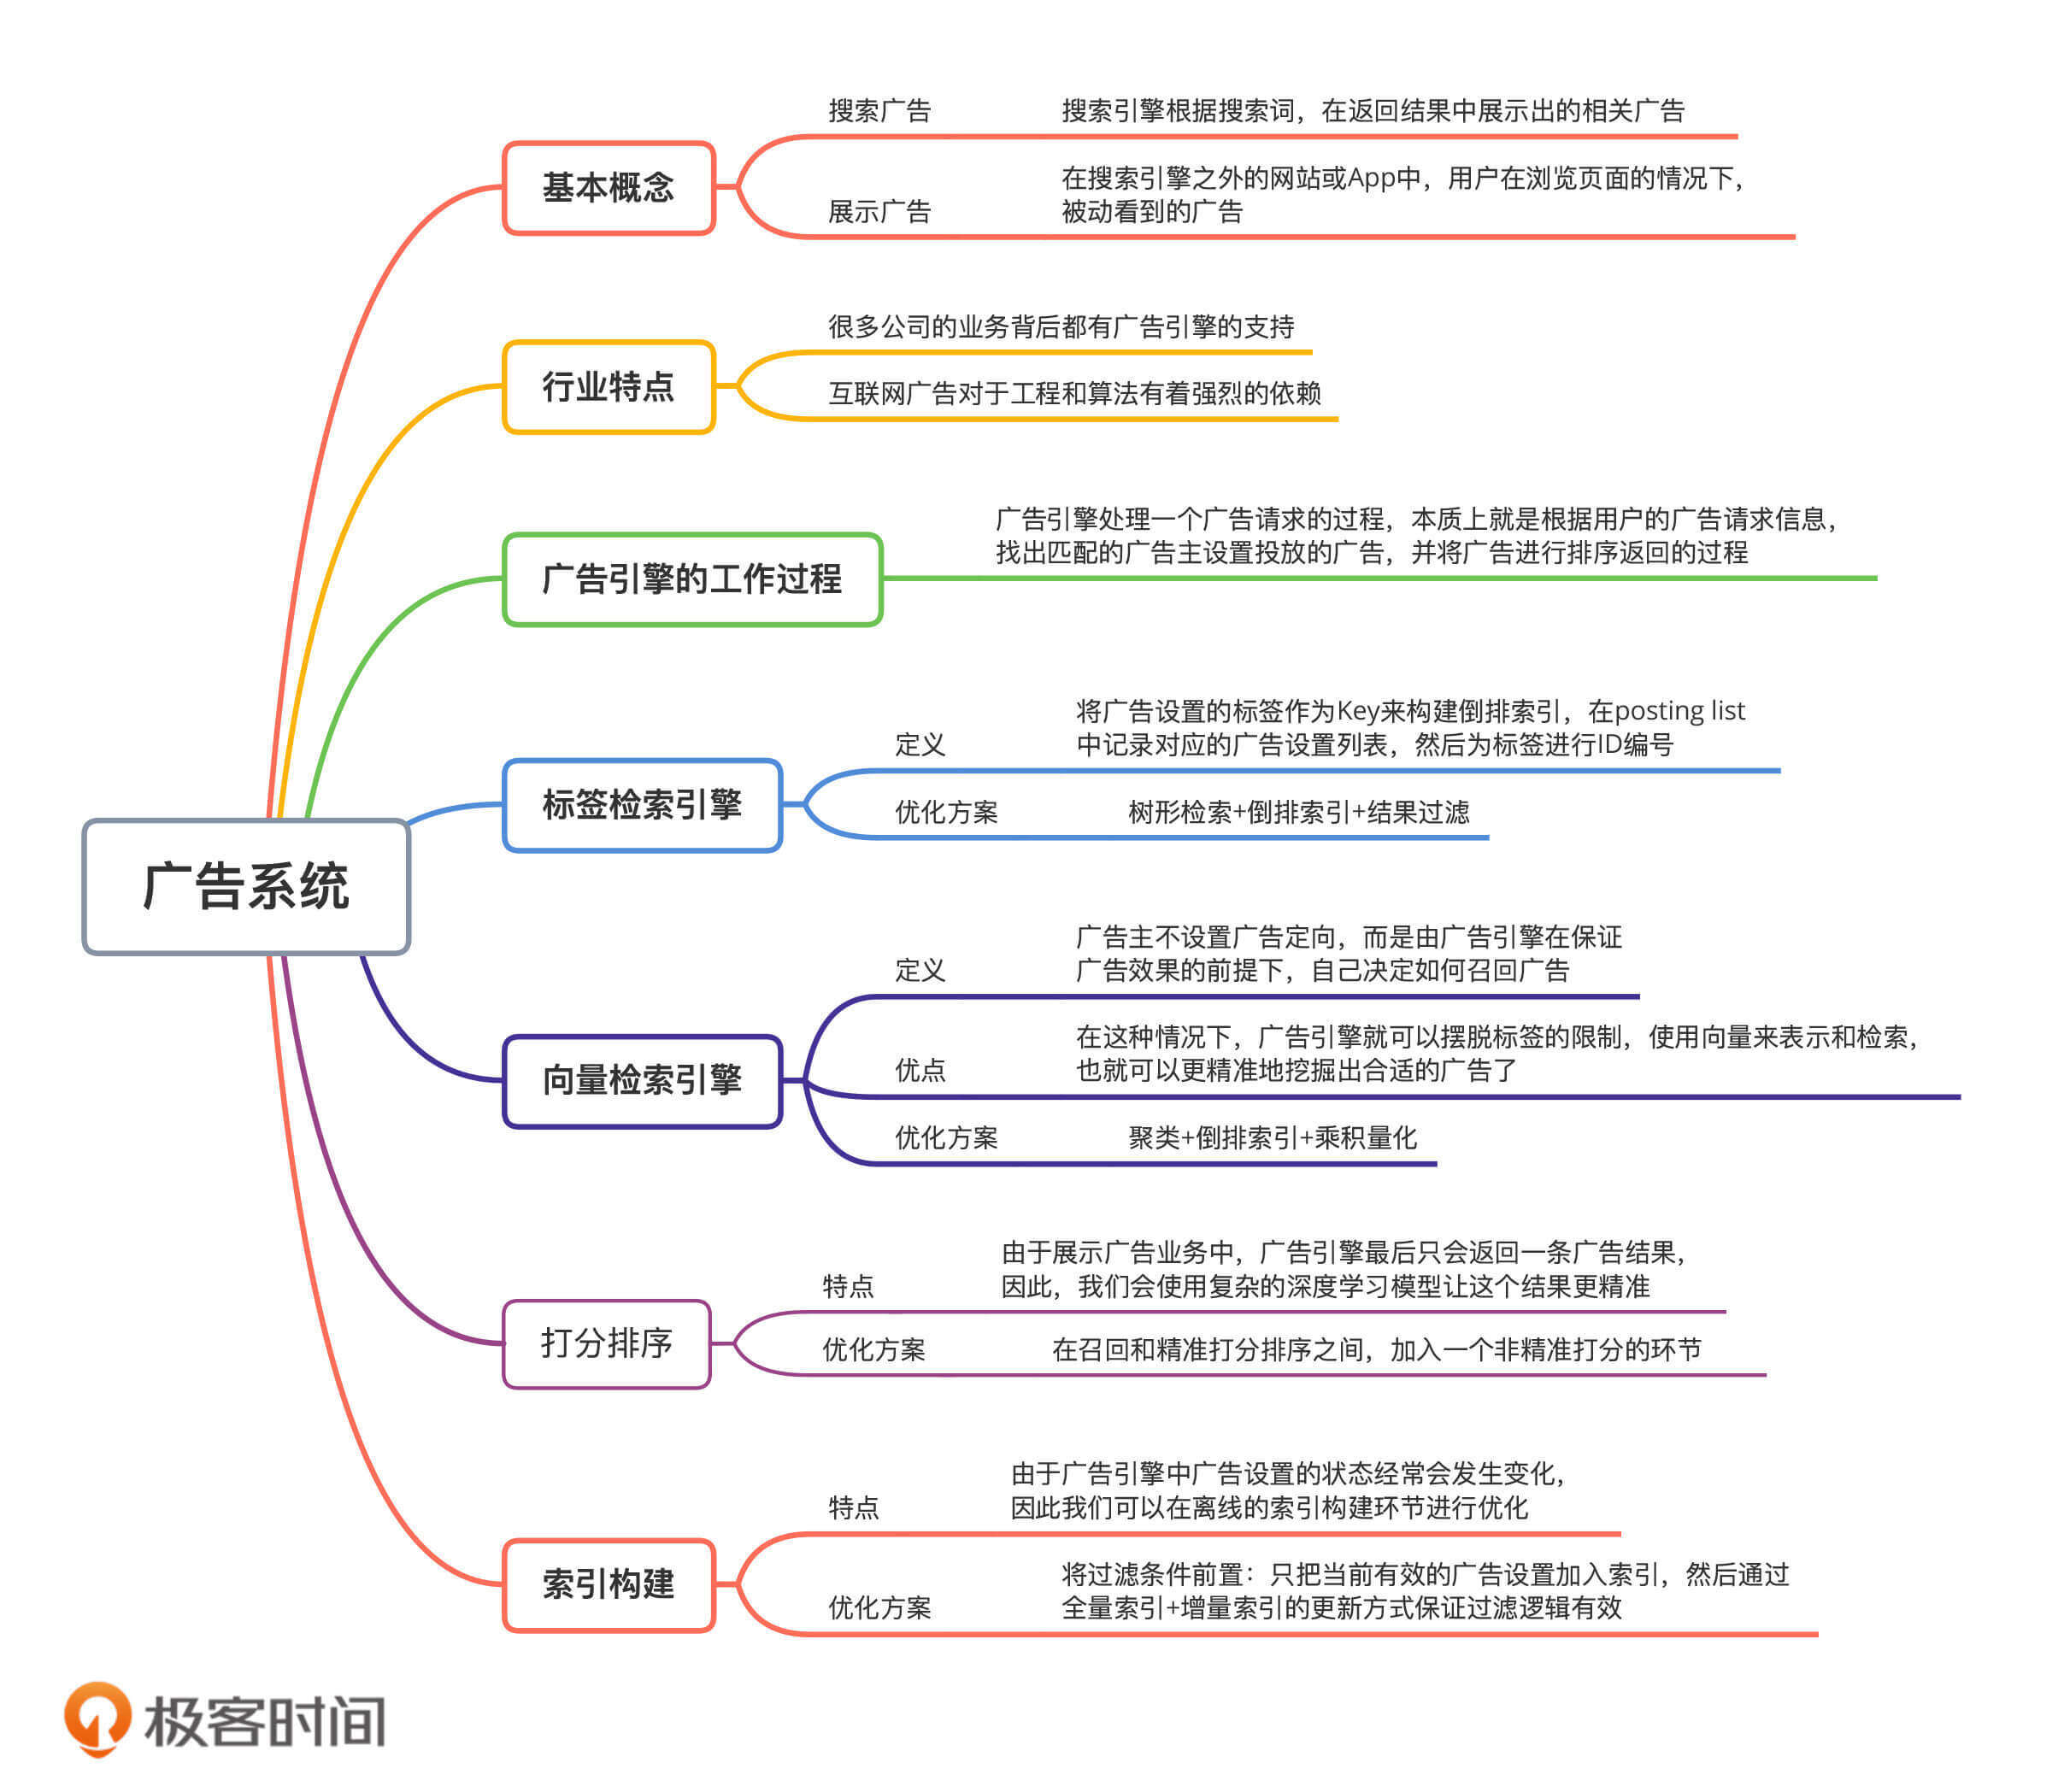 搜索广告
搜索引擎根据搜索词，在返回结果中展示出的相关广告
基本概念
在搜索引擎之外的网站或App中，用户在浏览页面的情况下，
展示广告
被动看到的广告
很多公司的业务背后都有广告引擎的支持
行业特点
互联网广告对于工程和算法有着强烈的依赖
广告引擎处理一个广告请求的过程，本质上就是根据用户的广告请求信息，
找出匹配的广告主设置投放的广告，并将广告进行排序返回的过程
广告引擎的工作过程
将广告设置的标签作为Key来构建倒排索引，在posting list
定义
中记录对应的广告设置列表，然后为标签进行ID编号
标签检索引擎
优化方案
树形检索+倒排索引+结果过滤
广告系统
广告主不设置广告定向，而是由广告引擎在保证
定义
广告效果的前提下，自己决定如何召回广告
在这种情况下，广告引擎就可以摆脱标签的限制，使用向量来表示和检索，
优点
也就可以更精准地挖掘出合适的广告了
向量检索引擎
优化方案
聚类+倒排索引+乘积量化
由于展示广告业务中，广告引擎最后只会返回一条广告结果，
特点
因此，我们会使用复杂的深度学习模型让这个结果更精准
打分排序
优化方案
在召回和精准打分排序之间，加入一个非精准打分的环节
由于广告引擎中广告设置的状态经常会发生变化，
特点
因此我们可以在离线的索引构建环节进行优化
索引构建
将过滤条件前置：只把当前有效的广告设置加入索引，然后通过
优化方案
全量索引+增量索引的更新方式保证过滤逻辑有效
极客时间